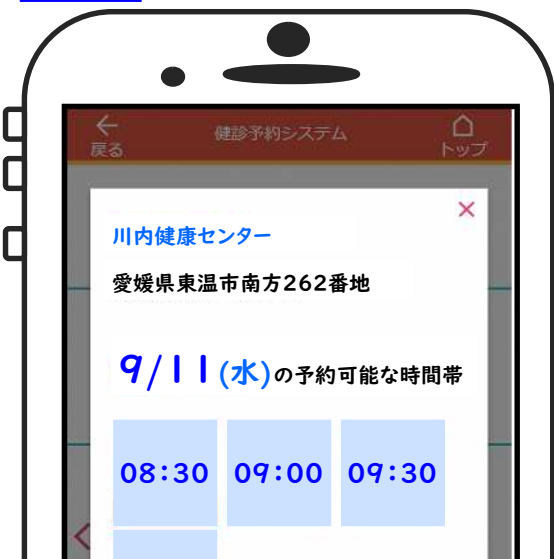 戻る
健診予約システム
トップ
川内健康センター
愛媛県東温市南方262番地
9/11(水)の予約可能な時間帯
08:30 09:00 09:30